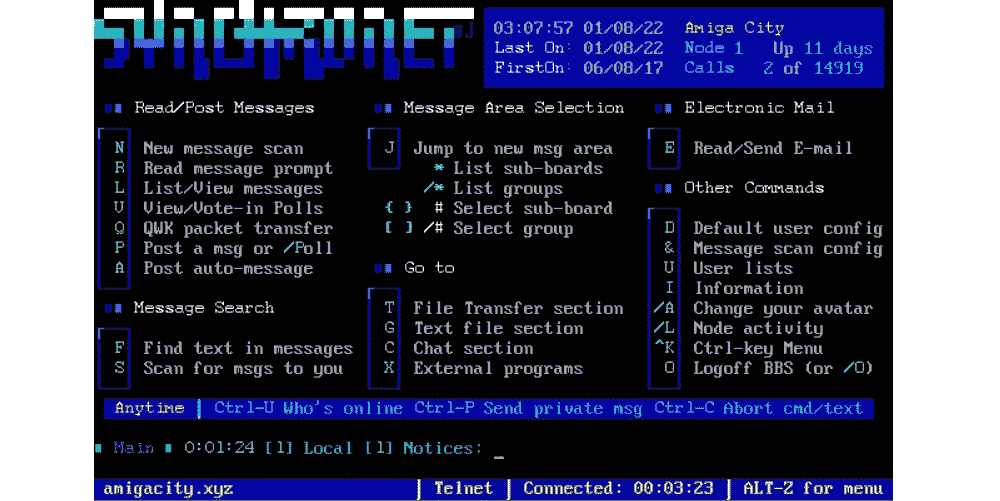 SYNCHRONET
03:07:57 01/08/22 Amiga City
Last On: 01/08/22 Node 1 Up 11 days
FirstOn: 06/08/17 Calls 2 of 14919
Read/Post Messages
N New message scan
R Read message prompt
L List/View messages
V View/Vote-in Polls
Q QWK packet transfer
P Post a msg or /Poll
A Post auto-message
Message Search
F Find text in messages
S Scan for msgs to you
Message Area Selection
J Jump to new msg area
* List sub-boards
/* List groups
{ } # Select sub-board
[ ] /# Select group
Go to
T File Transfer section
G Text file section
C Chat section
X External programs
Electronic Mail
E Read/Send E-mail
Other Commands
D Default user config
& Message scan config
U User lists
I Information
/A Change your avatar
/L Node activity
^K Ctrl-key Menu
O Logoff BBS (or /O)
Anytime | Ctrl-U Who's online Ctrl-P Send private msg Ctrl-C Abort cmd/text
Main 0:01:24 [1] Local [1] Notices: _
amigacity.xyz | Telnet | Connected: 00:03:23 | ALT-Z for menu